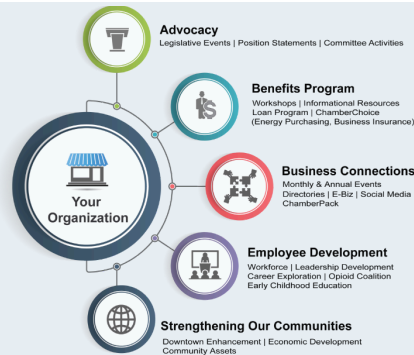 Advocacy
Legislative Events | Position Statements | Committee Activities
Benefits Program
Workshops | Informational Resources
Loan Program | ChamberChoice
(Energy Purchasing, Business Insurance)
Your
Organization
Business Connections
Monthly & Annual Events
Directories | E-Biz | Social Media
ChamberPack
Employee Development
Workforce | Leadership Development
Career Exploration | Opioid Coalition
Early Childhood Education
Strengthening Our Communities
Downtown Enhancement | Economic Development
Community Assets